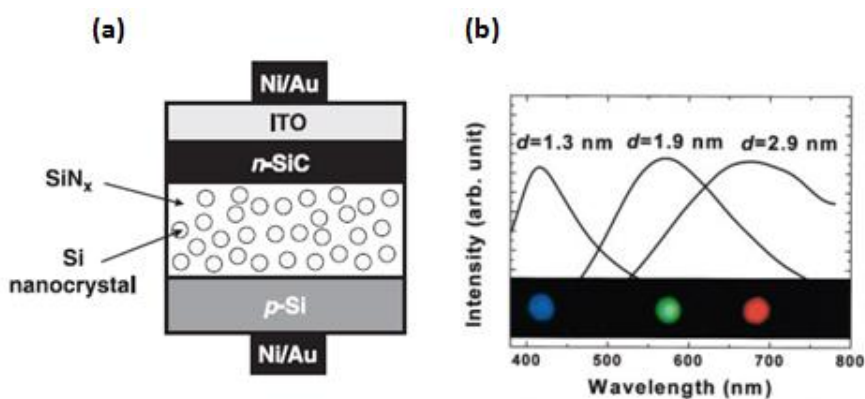 (a)
Ni/Au
ITO
n-SiC
SiNx
Si
nanocrystal
p-Si
Ni/Au
(b)
d=1.3 nm d=1.9 nm d=2.9 nm
Intensity (arb. unit)
400 500 600 700 800
Wavelength (nm)